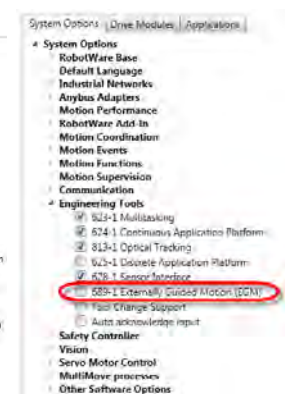 System Options Drive Modules Applications
System Options
RobotWare Base
Default Language
Industrial Networks
Anybus Adapters
Motion Performance
RobotWare Add-In
Motion Coordination
Motion Events
Motion Functions
Motion Supervision
Communication
Engineering Tools
623-1 Multitasking
624-1 Continuous Application Platform
813-1 Optical Tracking
625-1 Discrete Application Platform
628-1 Sensor Interface
689-1 Externally Guided Motion (EGM)
Tool Change Support
Auto acknowledge input
Safety Controller
Vision
Servo Motor Control
MultiMove processes
Other Software Options